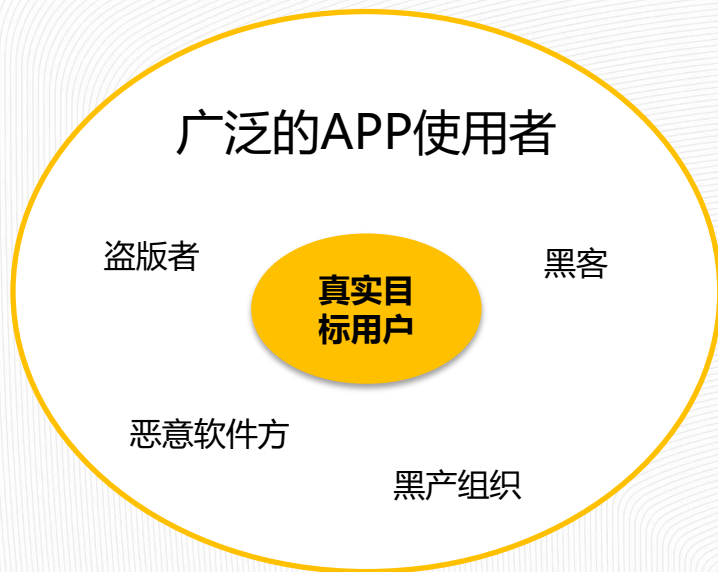 广泛的APP使用者
盗版者
黑客
真实目
标用户
恶意软件方
黑产组织